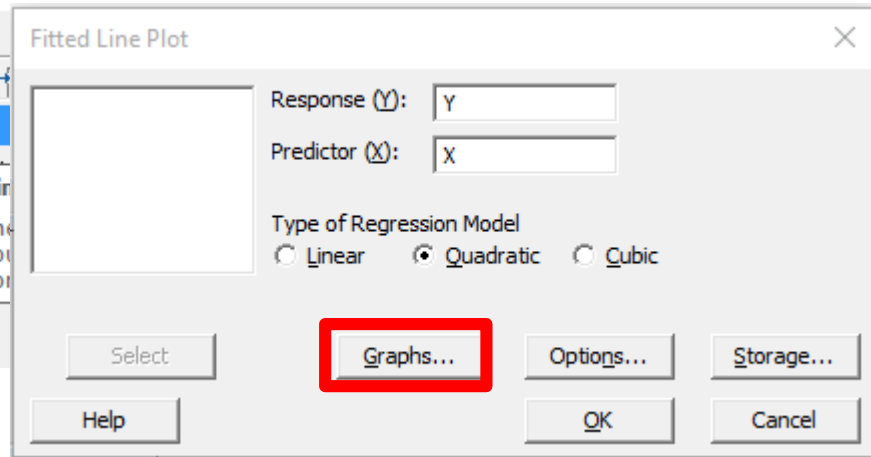 Fitted Line Plot
Response (Y):
Y
Predictor (X):
X
Type of Regression Model
Linear
Quadratic
Cubic
Select
Graphs...
Options...
Storage...
Help
OK
Cancel